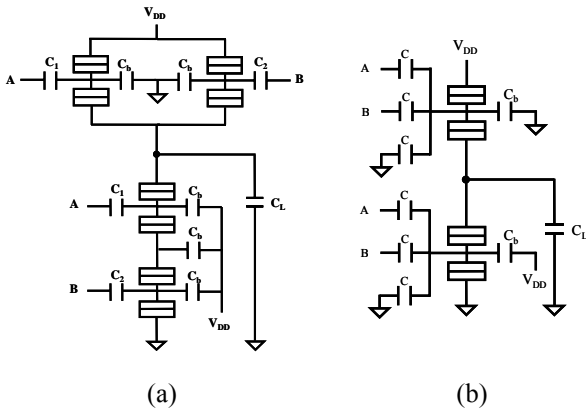 V_DD
C_1 C_b C_b C_2
A B
C_1 C_b
A
C_b
C_L
C_2 C_b
B
V_DD
(a)
C
V_DD
A
C
C_b
B
C
C
A
C
C_b
C_L
B
C
V_DD
(b)